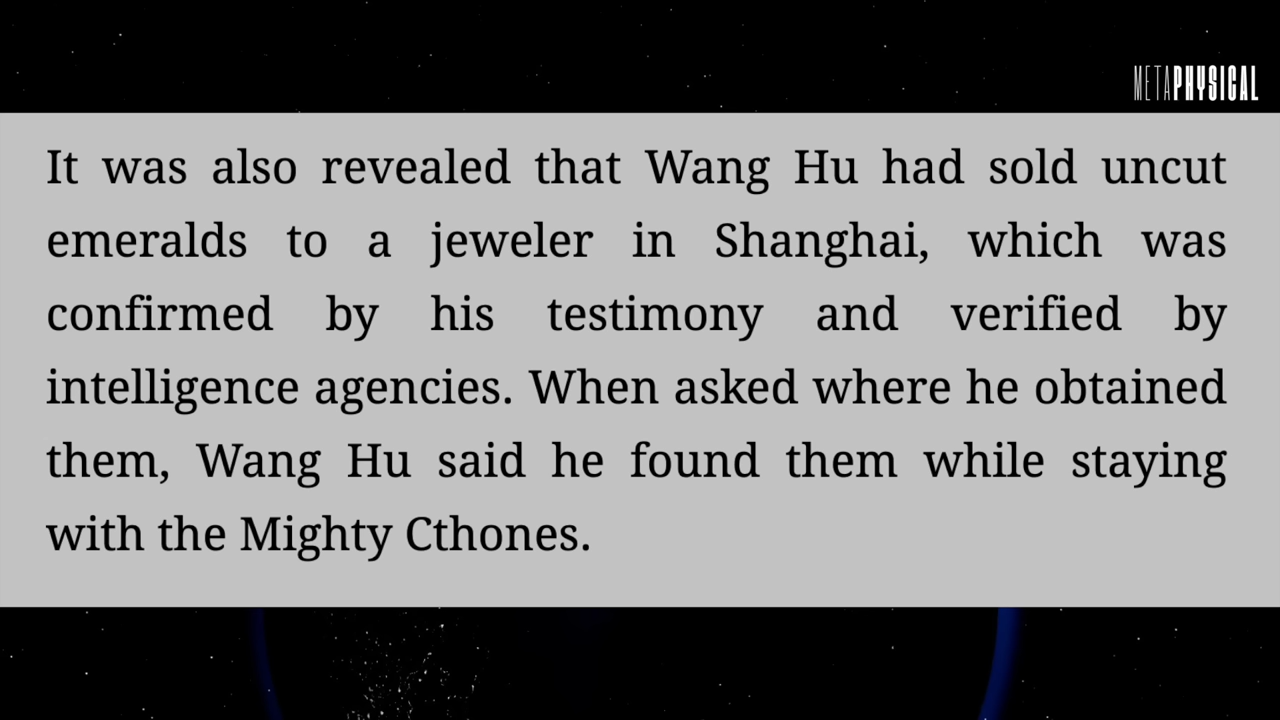 METAPHYSICAL
It was also revealed that Wang Hu had sold uncut
emeralds to a jeweler in Shanghai, which was
confirmed by his testimony and verified by
intelligence agencies. When asked where he obtained
them, Wang Hu said he found them while staying
with the Mighty Cthones.